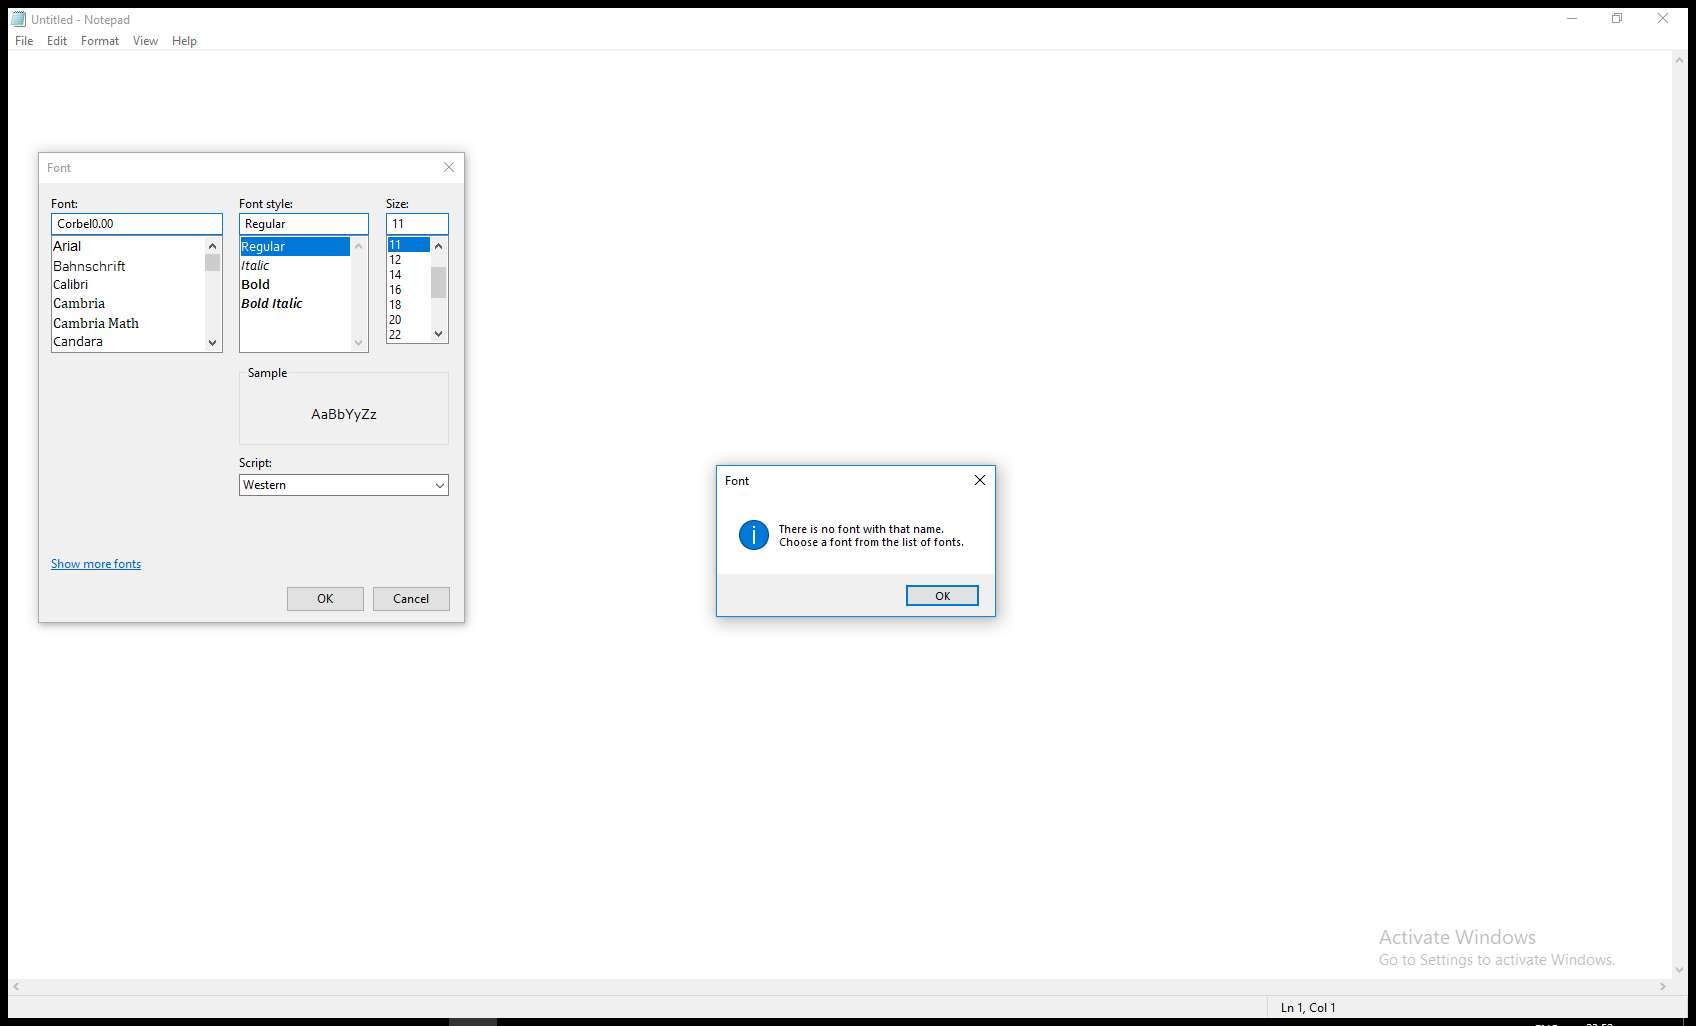 Untitled - Notepad
File Edit Format View Help
Font
Font: Font style: Size:
Corbel0.00 Regular 11
Arial
Bahnschrift
Calibri
Cambria
Cambria Math
Candara
Regular
Italic
Bold
Bold Italic
11
12
14
16
18
20
22
Sample
AaBbYyZz
Script:
Western
Show more fonts
OK Cancel
Font
There is no font with that name.
Choose a font from the list of fonts.
OK
Activate Windows
Go to Settings to activate Windows.
Ln 1, Col 1